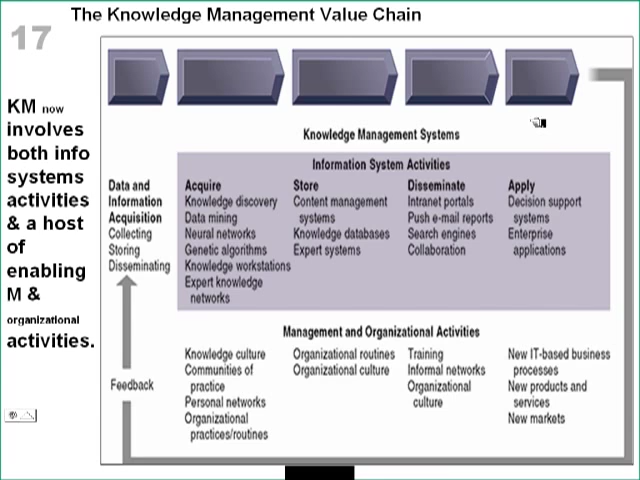 The Knowledge Management Value Chain
17
KM now
involves
both info
systems
activities
& a host
of
enabling
M &
organizational
activities.
Knowledge Management Systems
Information System Activities
Data and
Information
Acquisition
Collecting
Storing
Disseminating
Acquire
Knowledge discovery
Data mining
Neural networks
Genetic algorithms
Knowledge workstations
Expert knowledge
networks
Store
Content management
systems
Knowledge databases
Expert systems
Disseminate
Intranet portals
Push e-mail reports
Search engines
Collaboration
Apply
Decision support
systems
Enterprise
applications
Management and Organizational Activities
Feedback
Knowledge culture
Communities of
practice
Personal networks
Organizational
practices/routines
Organizational routines
Organizational culture
Training
Informal networks
Organizational
culture
New IT-based business
processes
New products and
services
New markets